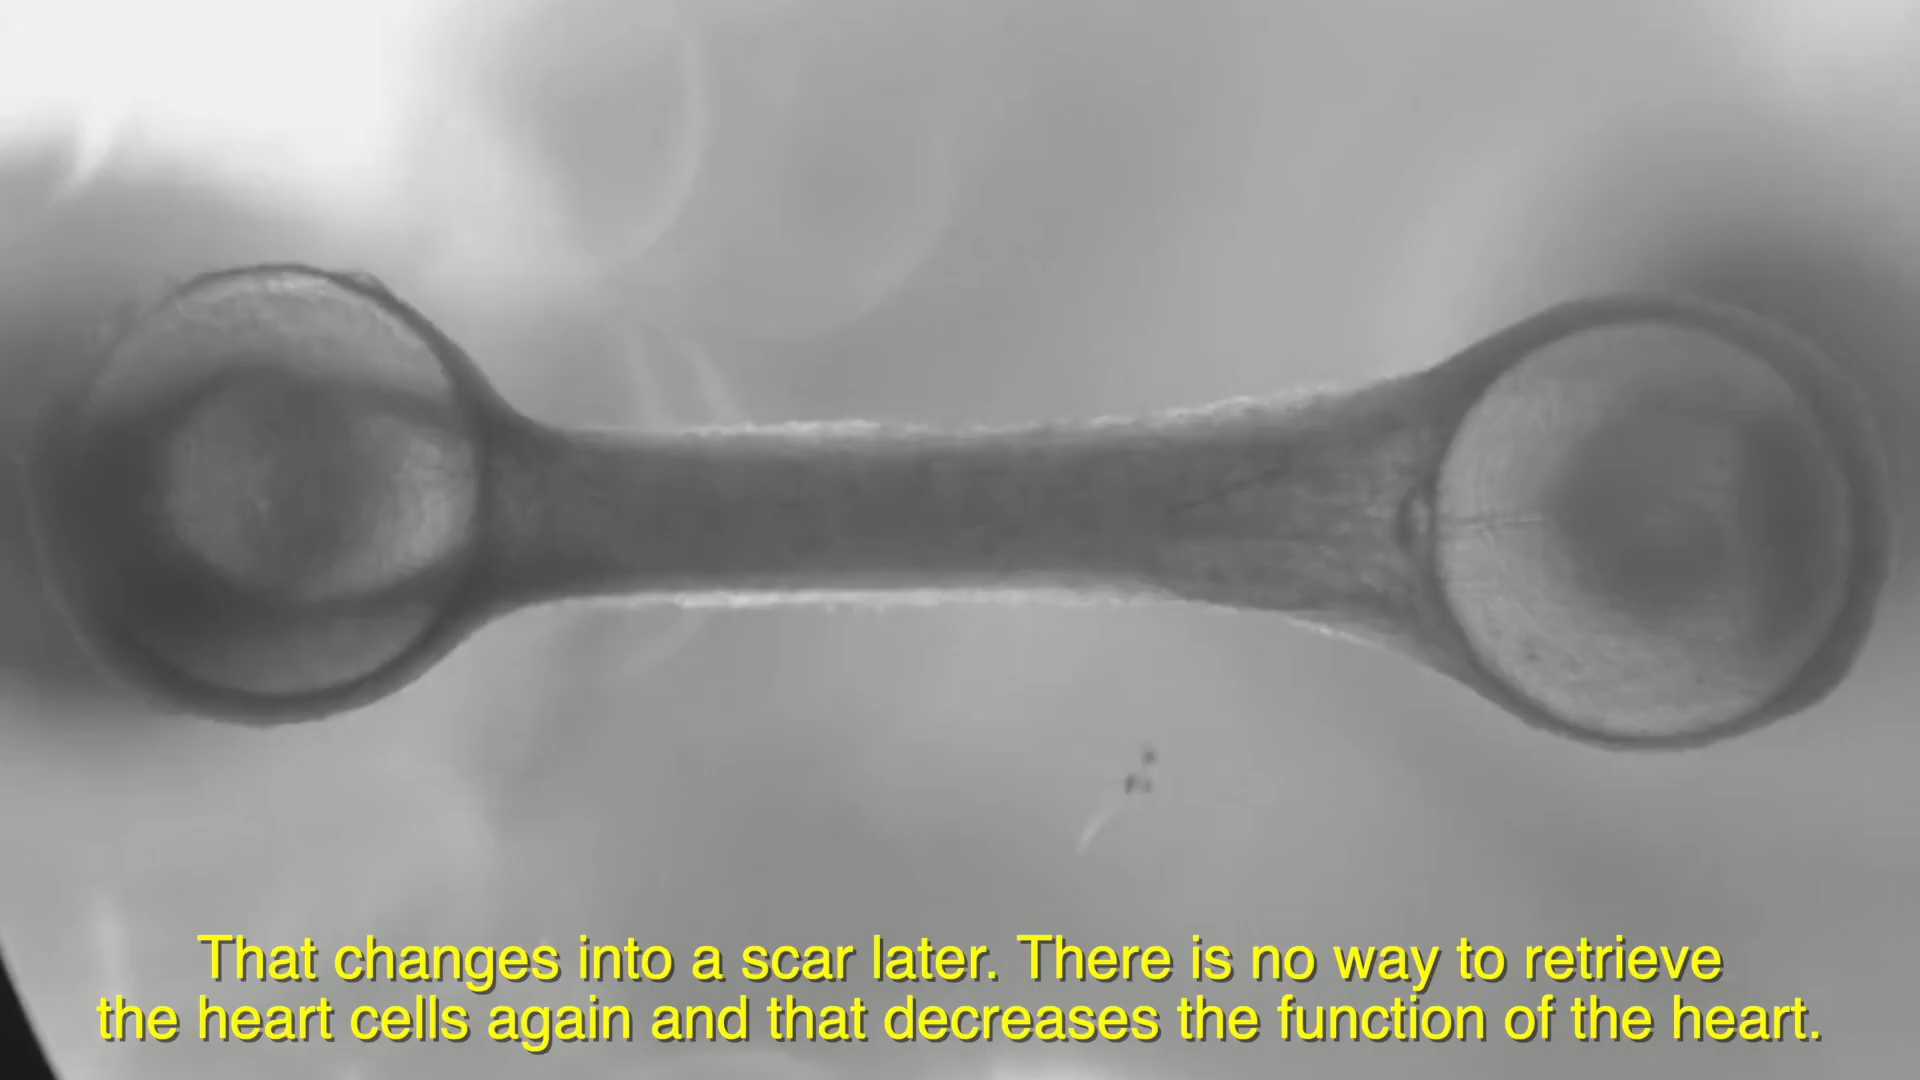 That changes into a scar later. There is no way to retrieve
the heart cells again and that decreases the function of the heart.